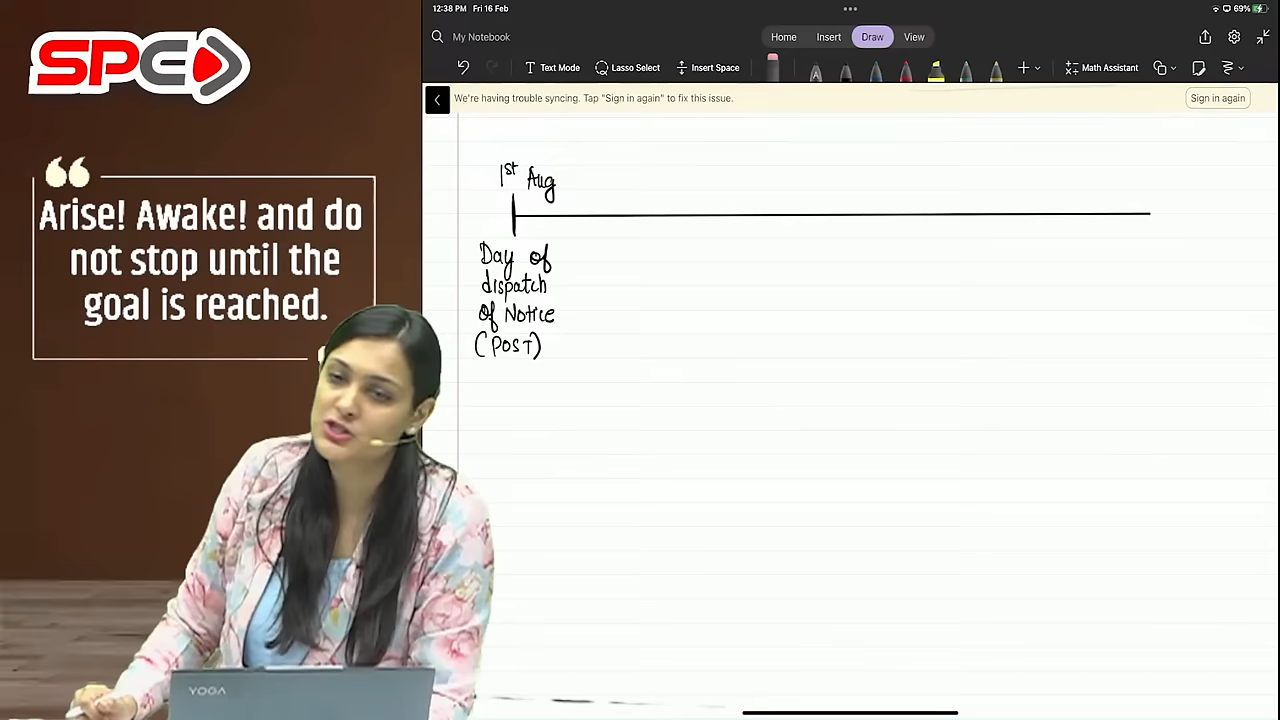 12:38 PM Fri 16 Feb
69%
SPE
My Notebook
Home Insert Draw View
Text Mode Lasso Select Insert Space Math Assistant
We're having trouble syncing. Tap "Sign in again" to fix this issue.
Sign in again
“
Arise! Awake! and do
not stop until the
goal is reached.
1st Aug
Day of
dispatch
of Notice
(POST)
YOGA